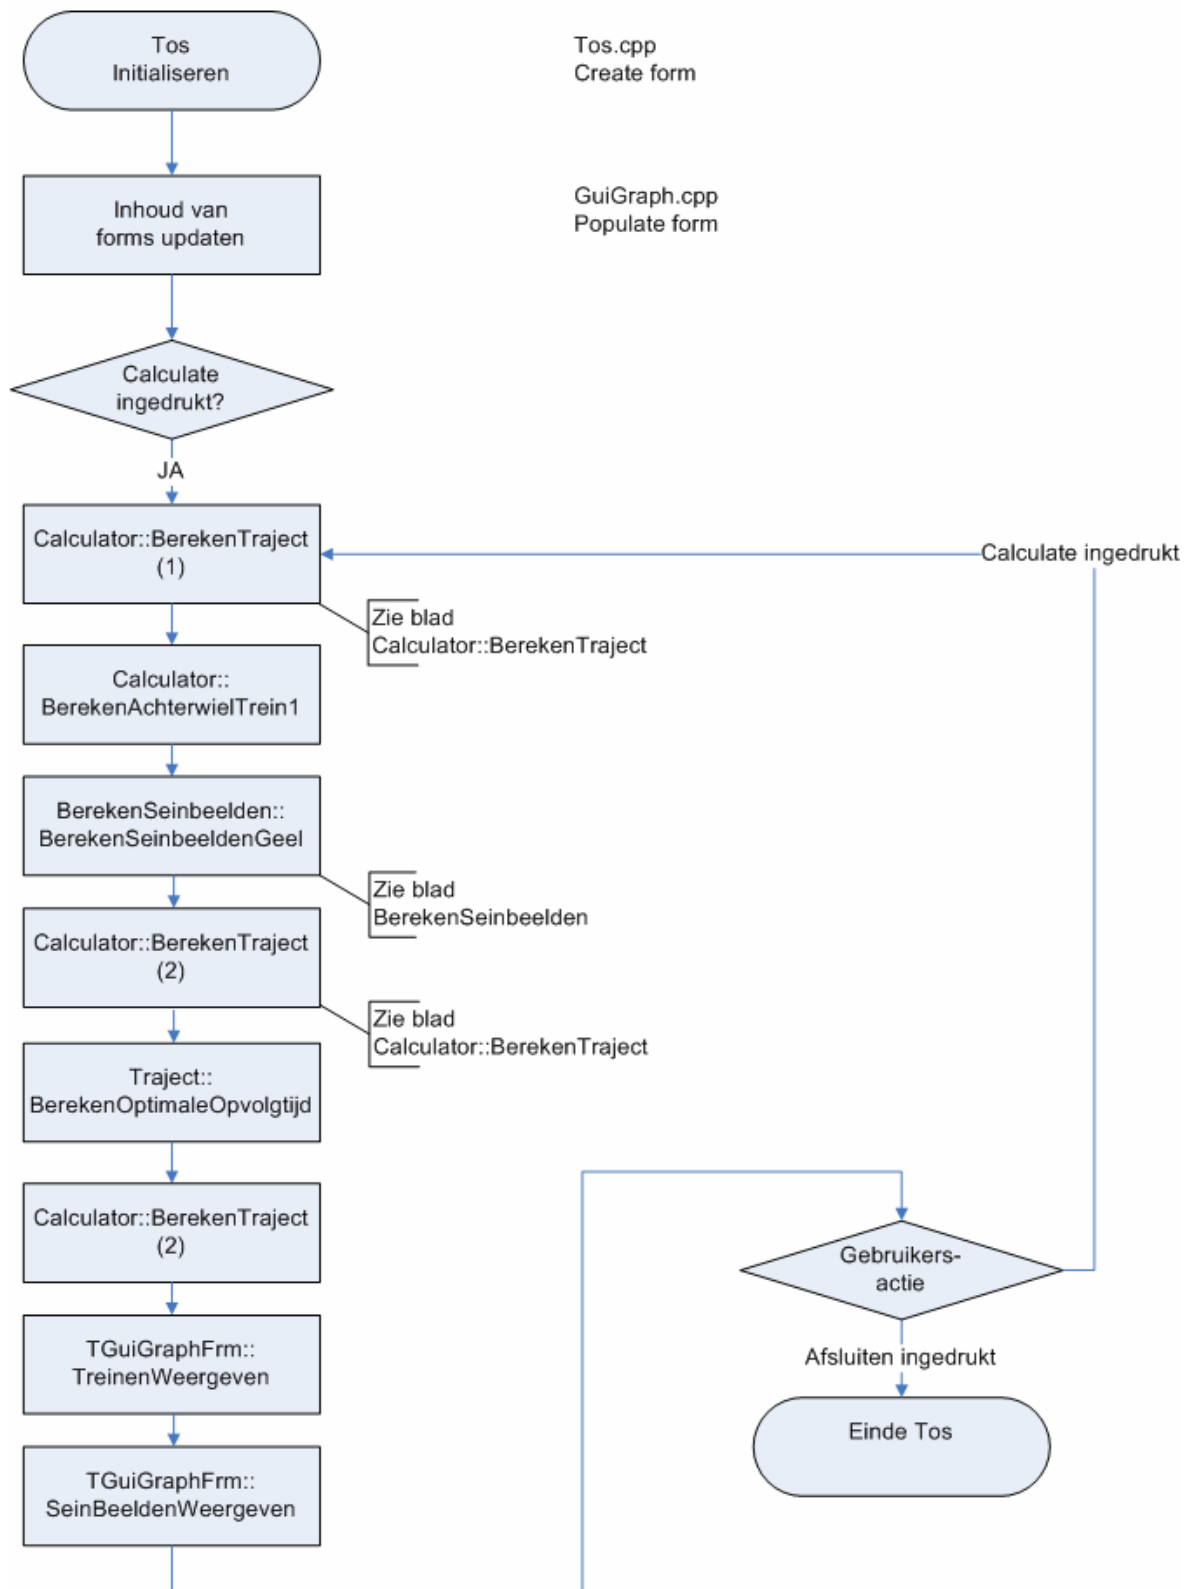 Tos
Initialiseren
Tos.cpp
Create form
Inhoud van
forms updaten
GuiGraph.cpp
Populate form
Calculate
ingedrukt?
JA
Calculator::BerekenTraject
(1)
Calculate ingedrukt
Zie blad
Calculator::BerekenTraject
Calculator::
BerekenAchterwielTrein1
BerekenSeinbeelden::
BerekenSeinbeeldenGeel
Zie blad
BerekenSeinbeelden
Calculator::BerekenTraject
(2)
Zie blad
Calculator::BerekenTraject
Traject::
BerekenOptimaleOpvolgtijd
Calculator::BerekenTraject
(2)
Gebruikers-
actie
TGuiGraphFrm::
TreinenWeergeven
Afsluiten ingedrukt
Einde Tos
TGuiGraphFrm::
SeinBeeldenWeergeven